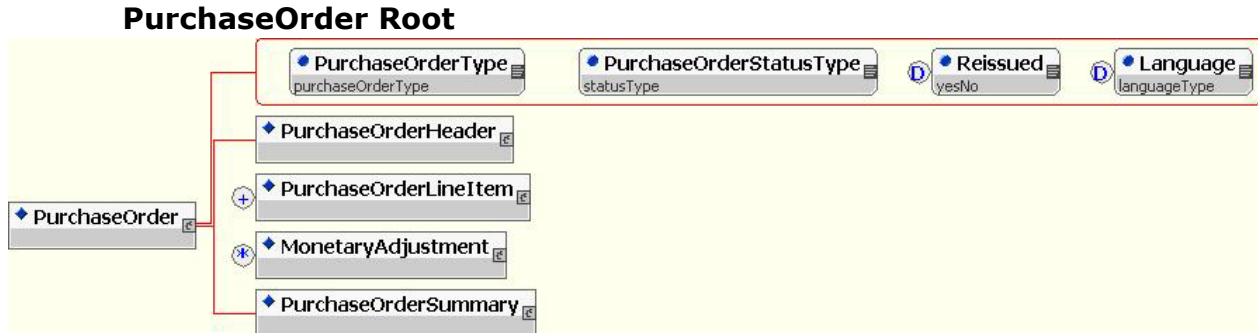 PurchaseOrder Root
PurchaseOrderType
purchaseOrderType
PurchaseOrderStatusType
statusType
D
Reissued
yesNo
D
Language
languageType
PurchaseOrderHeader
+
PurchaseOrderLineItem
PurchaseOrder
*
MonetaryAdjustment
PurchaseOrderSummary